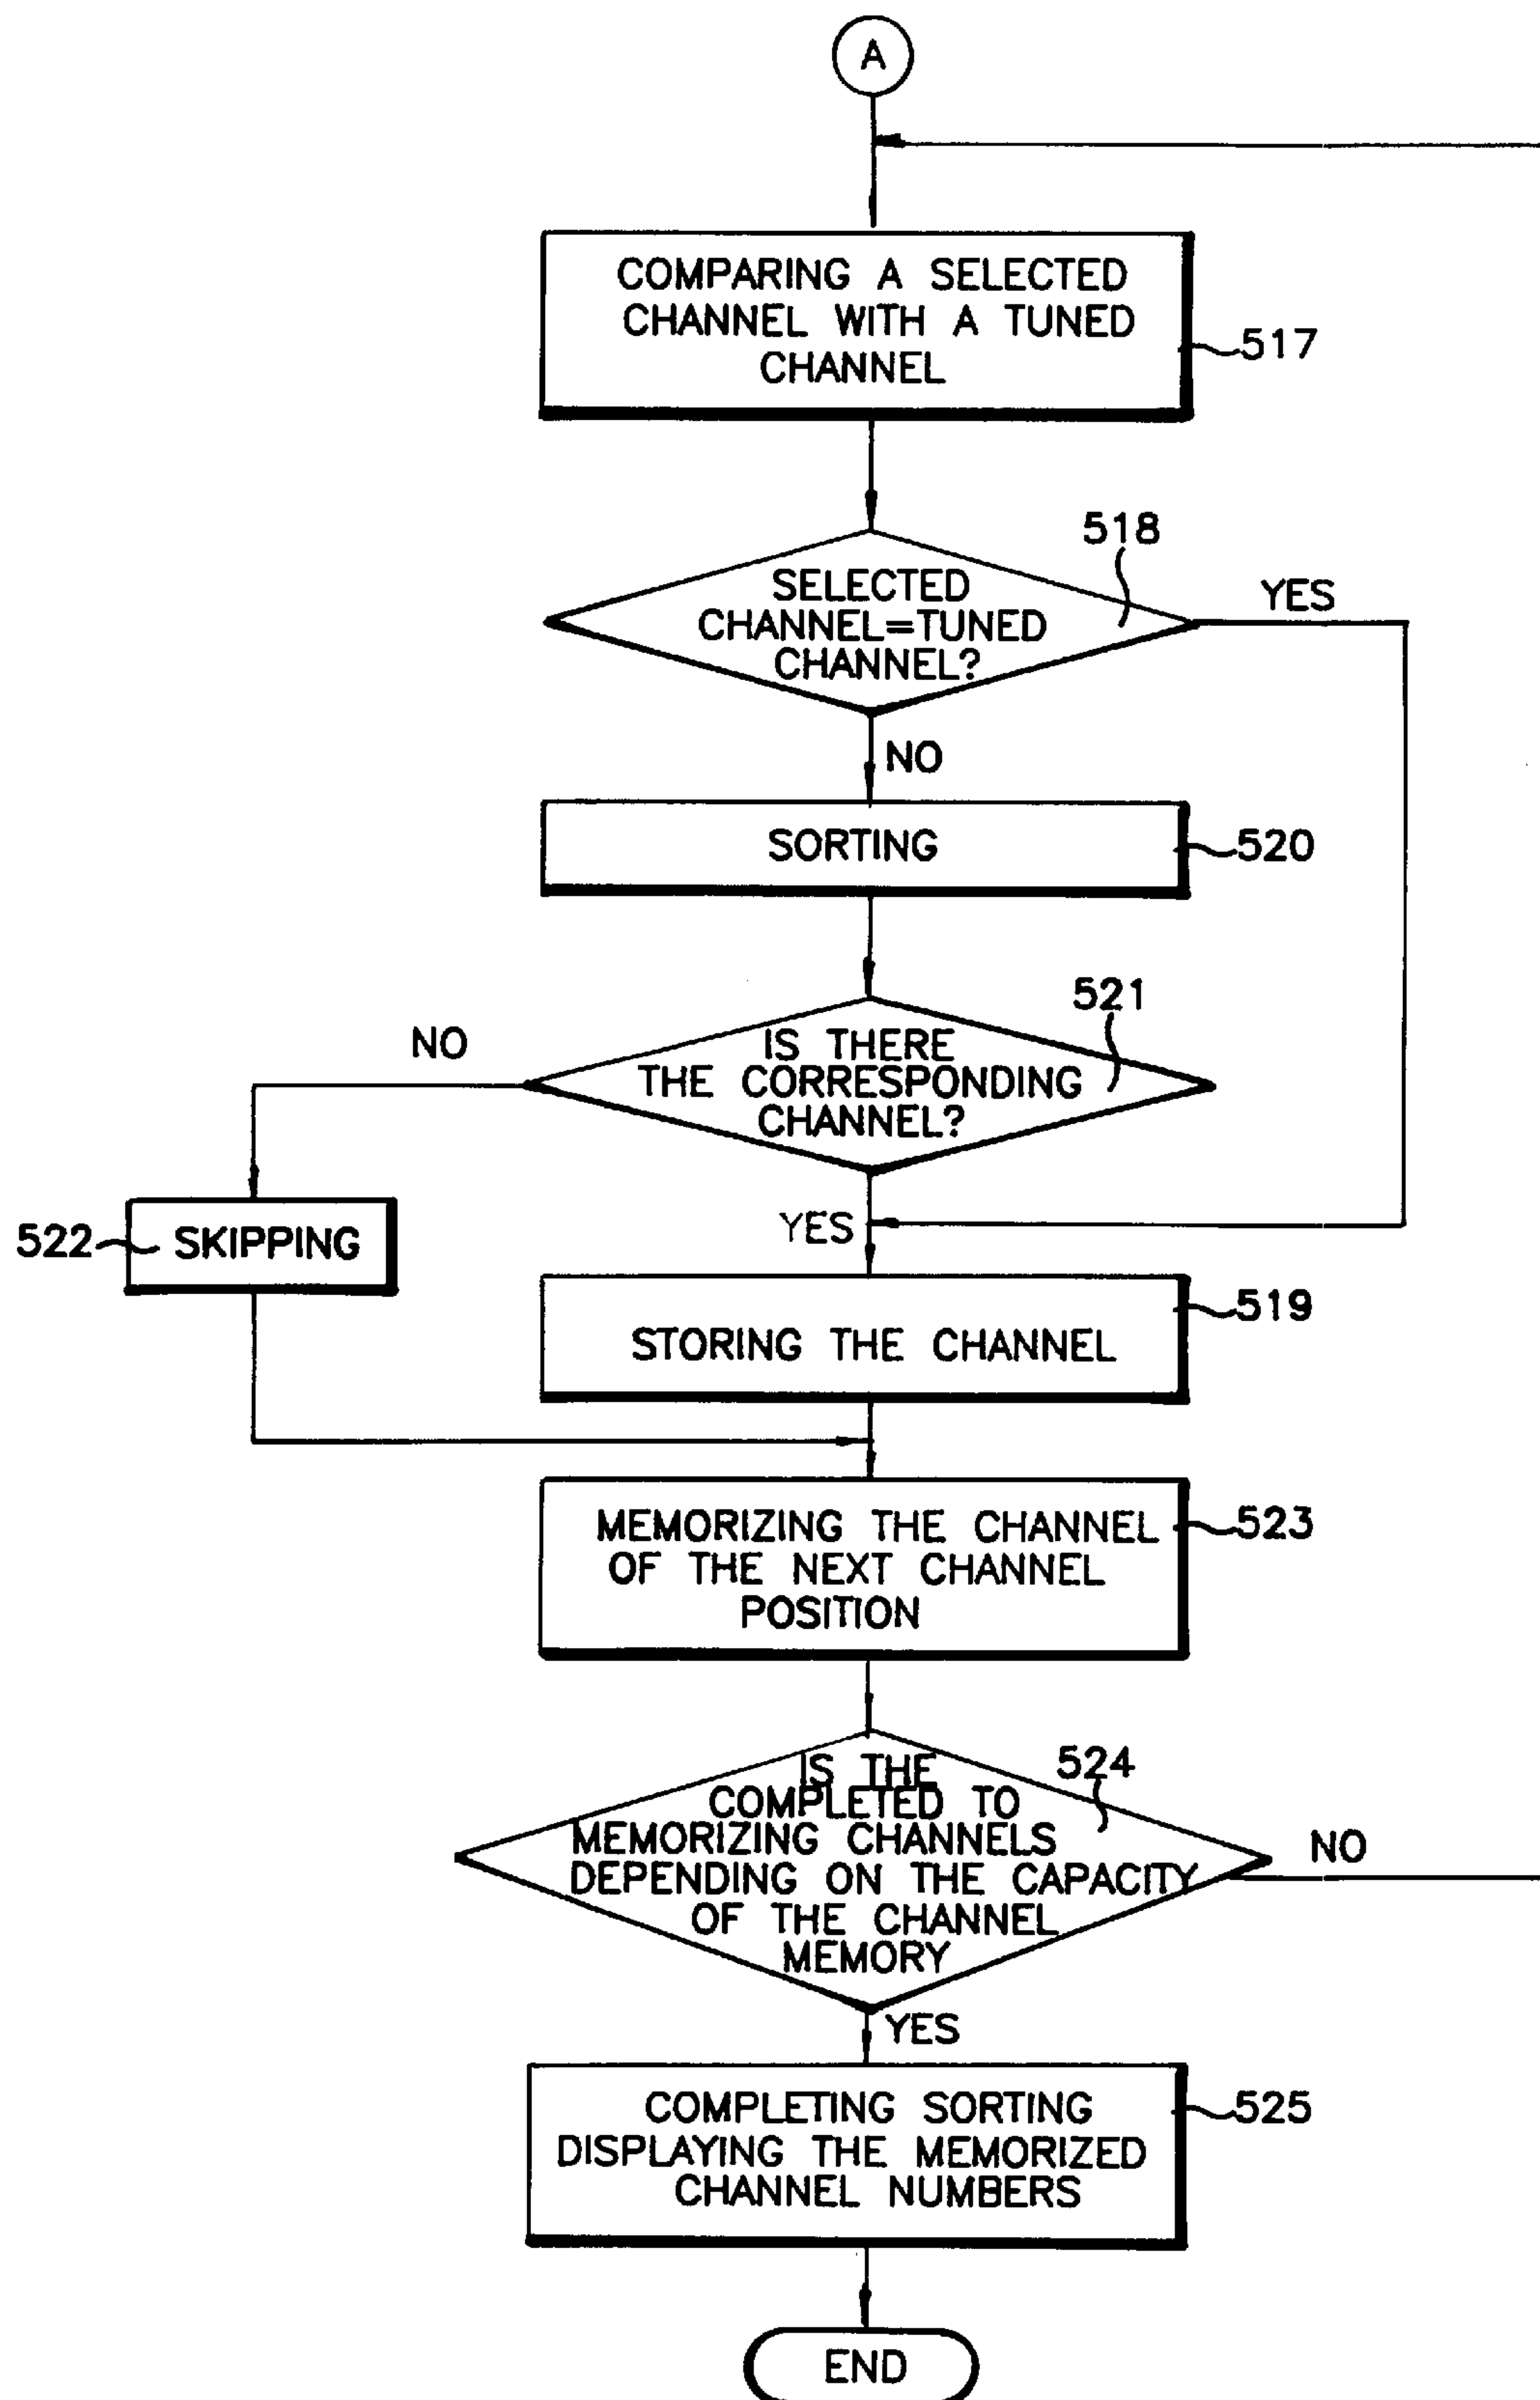 A
COMPARING A SELECTED
CHANNEL WITH A TUNED
CHANNEL
517
518
SELECTED
CHANNEL=TUNED
CHANNEL?
YES
NO
SORTING
520
521
IS THERE
THE CORRESPONDING
CHANNEL?
NO
YES
522
SKIPPING
519
STORING THE CHANNEL
MEMORIZING THE CHANNEL
OF THE NEXT CHANNEL
POSITION
523
524
IS THE
COMPLETED TO
MEMORIZING CHANNELS
DEPENDING ON THE CAPACITY
OF THE CHANNEL
MEMORY
NO
YES
COMPLETING SORTING
DISPLAYING THE MEMORIZED
CHANNEL NUMBERS
525
END